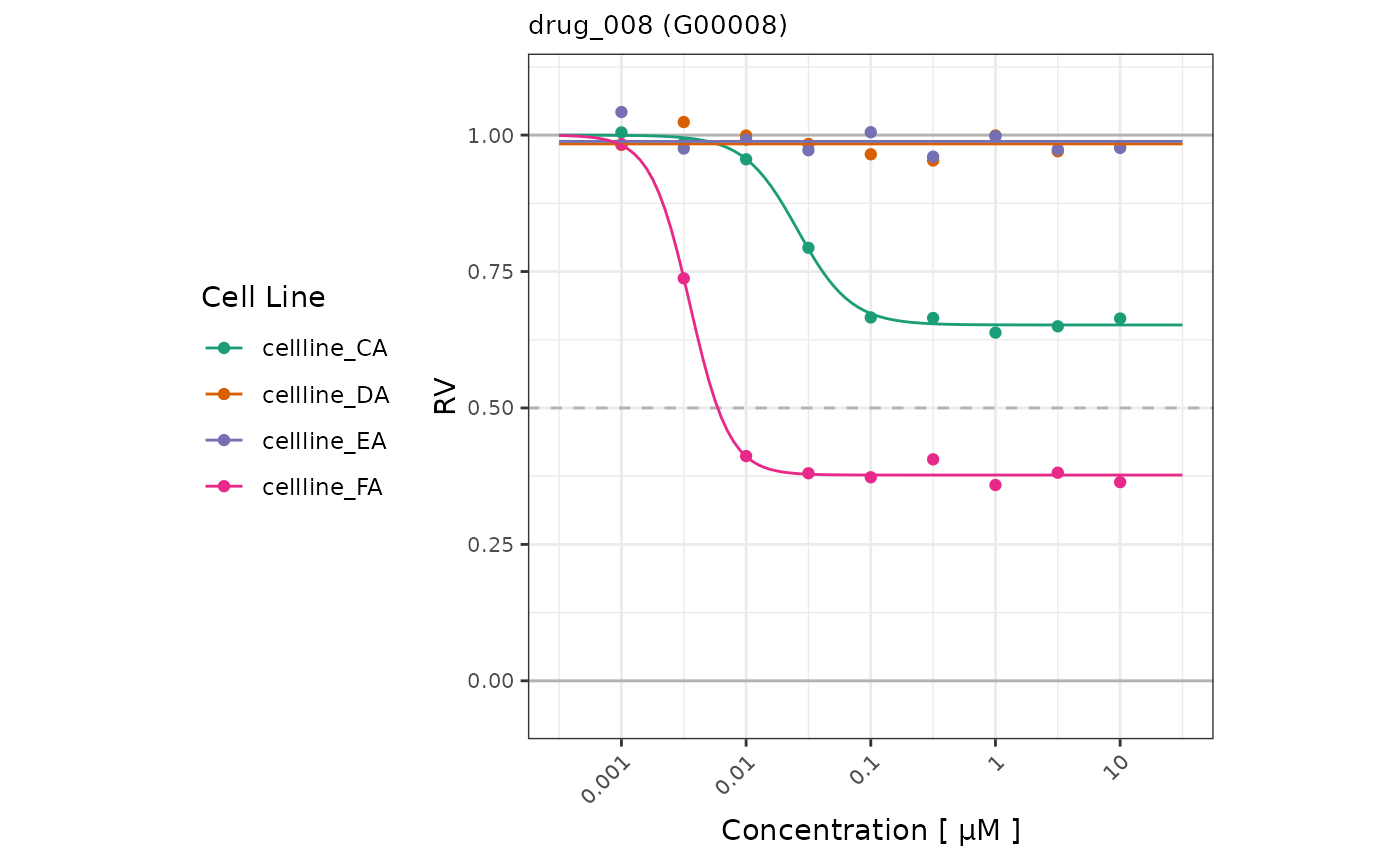 drug_008 (G00008)
Cell Line
cellline_CA
cellline_DA
cellline_EA
cellline_FA
RV
1.00
0.75
0.50
0.25
0.00
0.001
0.01
0.1
1
10
Concentration [ µM ]